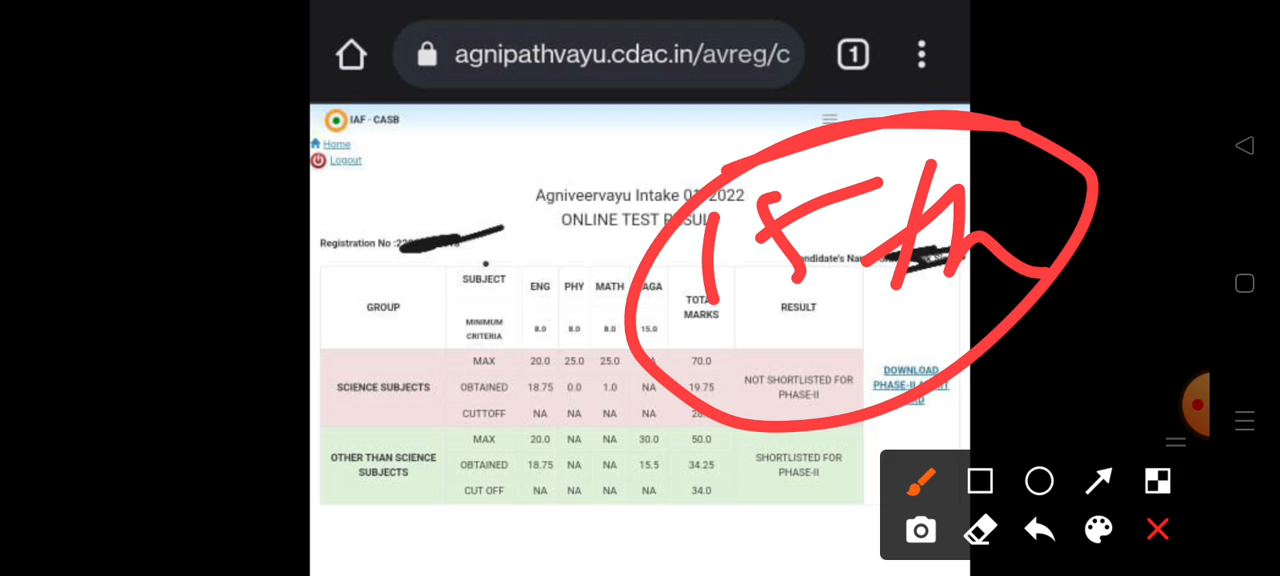 agnipathvayu.cdac.in/avreg/c
1
IAF - CASB
Home
Logout
Agniveervayu Intake 2022
ONLINE TEST
Registration No
SUBJECT
ENG PHY MATH
GROUP
TOTAL MARKS
RESULT
MINIMUM CRITERIA
8.0 8.0 8.0 15.0
MAX 20.0 25.0 25.0 70.0
SCIENCE SUBJECTS
OBTAINED 18.75 0.0 1.0 NA 19.75
NOT SHORTLISTED FOR PHASE-II
CUTTOFF NA NA NA NA
DOWNLOAD PHASE-II
MAX 20.0 NA NA 30.0 50.0
OTHER THAN SCIENCE SUBJECTS
OBTAINED 18.75 NA NA 15.5 34.25
SHORTLISTED FOR PHASE-II
CUT OFF NA NA NA NA 34.0